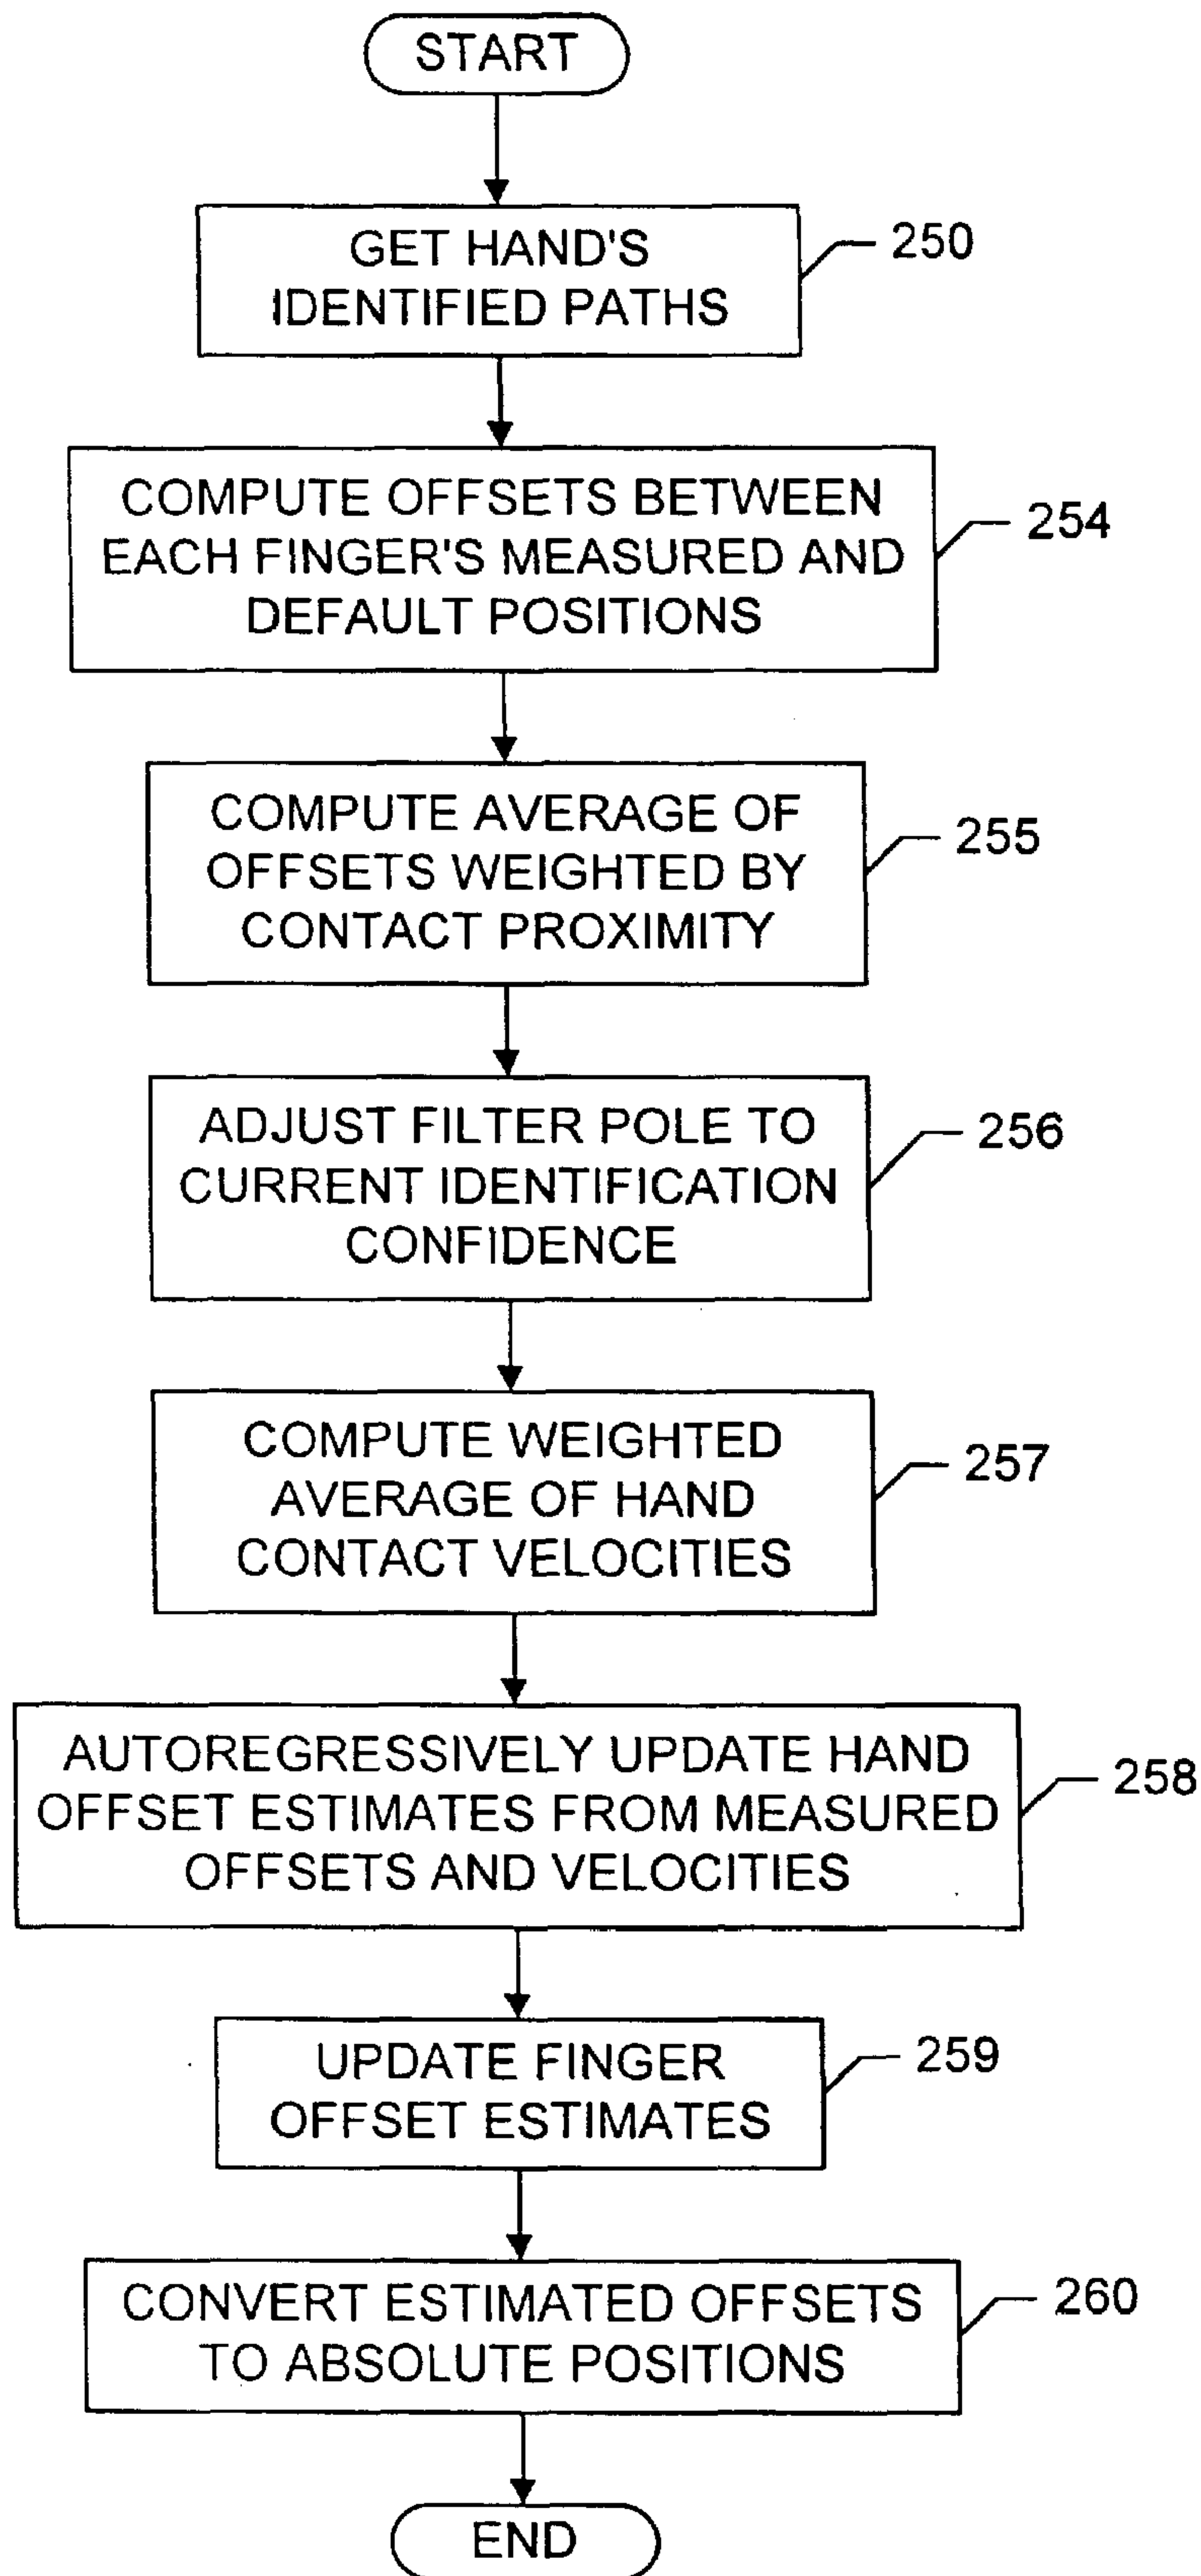 START
GET HAND'S
IDENTIFIED PATHS
250
COMPUTE OFFSETS BETWEEN
EACH FINGER'S MEASURED AND
DEFAULT POSITIONS
254
COMPUTE AVERAGE OF
OFFSETS WEIGHTED BY
CONTACT PROXIMITY
255
ADJUST FILTER POLE TO
CURRENT IDENTIFICATION
CONFIDENCE
256
COMPUTE WEIGHTED
AVERAGE OF HAND
CONTACT VELOCITIES
257
AUTOREGRESSIVELY UPDATE HAND
OFFSET ESTIMATES FROM MEASURED
OFFSETS AND VELOCITIES
258
UPDATE FINGER
OFFSET ESTIMATES
259
CONVERT ESTIMATED OFFSETS
TO ABSOLUTE POSITIONS
260
END